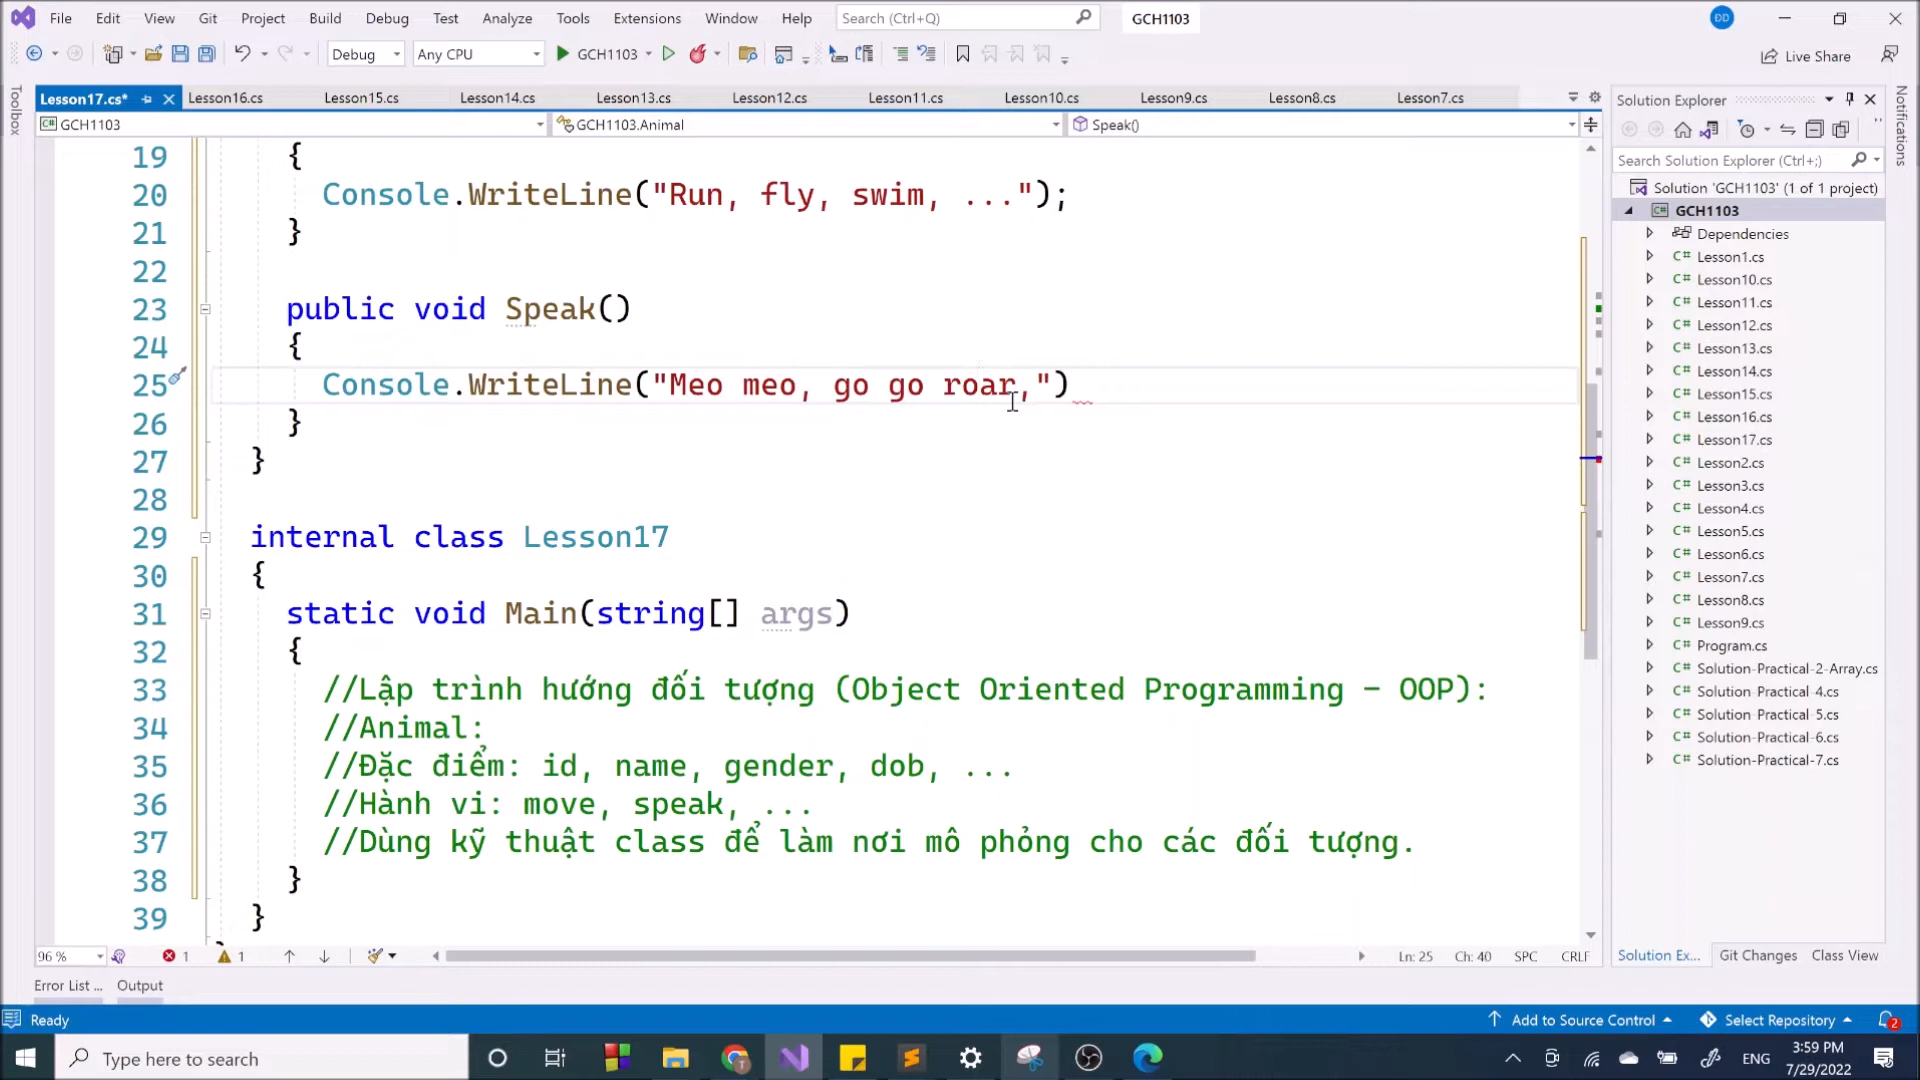 File Edit View Git Project Build Debug Test Analyze Tools Extensions Window Help Search (Ctrl+Q) GCH1103 ĐD
Debug Any CPU GCH1103 Live Share
Toolbox
Lesson17.cs* Lesson16.cs Lesson15.cs Lesson14.cs Lesson13.cs Lesson12.cs Lesson11.cs Lesson10.cs Lesson9.cs Lesson8.cs Lesson7.cs
GCH1103 GCH1103.Animal Speak()
19 {
20 Console.WriteLine("Run, fly, swim, ...");
21 }
22
23 public void Speak()
24 {
25 Console.WriteLine("Meo meo, go go roar,")
26 }
27 }
28
29 internal class Lesson17
30 {
31 static void Main(string[] args)
32 {
33 //Lập trình hướng đối tượng (Object Oriented Programming - OOP):
34 //Animal:
35 //Đặc điểm: id, name, gender, dob, ...
36 //Hành vi: move, speak, ...
37 //Dùng kỹ thuật class để làm nơi mô phỏng cho các đối tượng.
38 }
39 }
96 % 1 1 Ln: 25 Ch: 40 SPC CRLF
Error List ... Output
Solution Explorer
Search Solution Explorer (Ctrl+;)
Solution 'GCH1103' (1 of 1 project)
GCH1103
Dependencies
C# Lesson1.cs
C# Lesson10.cs
C# Lesson11.cs
C# Lesson12.cs
C# Lesson13.cs
C# Lesson14.cs
C# Lesson15.cs
C# Lesson16.cs
C# Lesson17.cs
C# Lesson2.cs
C# Lesson3.cs
C# Lesson4.cs
C# Lesson5.cs
C# Lesson6.cs
C# Lesson7.cs
C# Lesson8.cs
C# Lesson9.cs
C# Program.cs
C# Solution-Practical-2-Array.cs
C# Solution-Practical-4.cs
C# Solution-Practical-5.cs
C# Solution-Practical-6.cs
C# Solution-Practical-7.cs
Solution Ex... Git Changes Class View
Notifications
Ready Add to Source Control Select Repository 2
Type here to search ENG 3:59 PM
7/29/2022